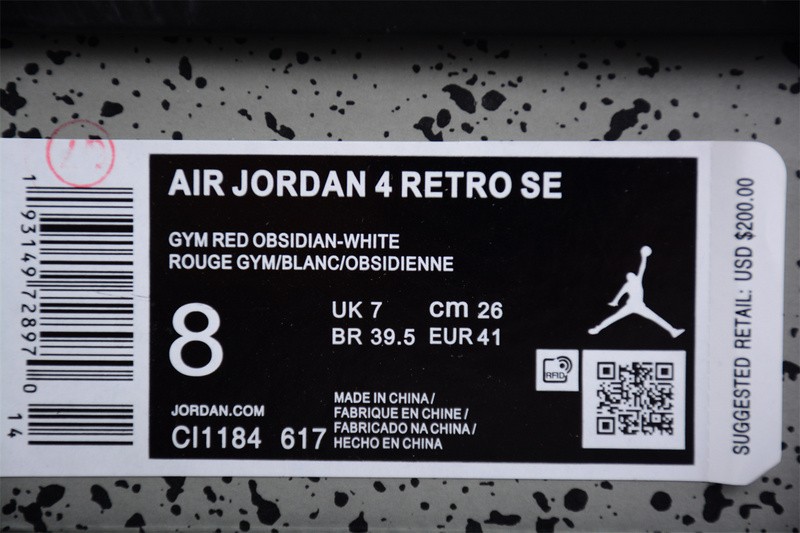 AIR JORDAN 4 RETRO SE
GYM RED OBSIDIAN-WHITE
ROUGE GYM/BLANC/OBSIDIENNE
8
UK 7 cm 26
BR 39.5 EUR 41
RFID
JORDAN.COM
CI1184 617
MADE IN CHINA /
FABRIQUE EN CHINE /
FABRICADO NA CHINA /
HECHO EN CHINA
1 93149 72897 0 14
SUGGESTED RETAIL: USD $200.00